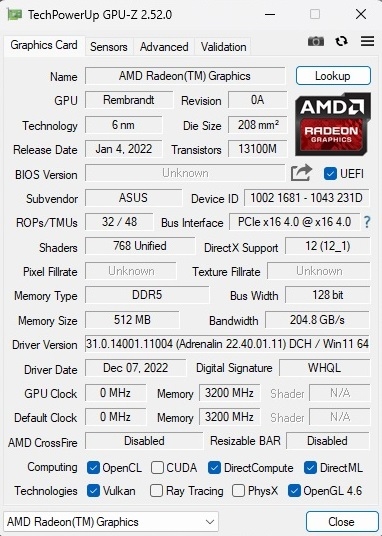 TechPowerUp GPU-Z 2.52.0
Graphics Card Sensors Advanced Validation
Name AMD Radeon(TM) Graphics Lookup
GPU Rembrandt Revision 0A
AMD
RADEON
GRAPHICS
Technology 6 nm Die Size 208 mm²
Release Date Jan 4, 2022 Transistors 13100M
BIOS Version Unknown UEFI
Subvendor ASUS Device ID 1002 1681 - 1043 231D
ROPs/TMUs 32 / 48 Bus Interface PCIe x16 4.0 @ x16 4.0 ?
Shaders 768 Unified DirectX Support 12 (12_1)
Pixel Fillrate Unknown Texture Fillrate Unknown
Memory Type DDR5 Bus Width 128 bit
Memory Size 512 MB Bandwidth 204.8 GB/s
Driver Version 31.0.14001.11004 (Adrenalin 22.40.01.11) DCH / Win11 64
Driver Date Dec 07, 2022 Digital Signature WHQL
GPU Clock 0 MHz Memory 3200 MHz Shader N/A
Default Clock 0 MHz Memory 3200 MHz Shader N/A
AMD CrossFire Disabled Resizable BAR Disabled
Computing OpenCL CUDA DirectCompute DirectML
Technologies Vulkan Ray Tracing PhysX OpenGL 4.6
AMD Radeon(TM) Graphics Close